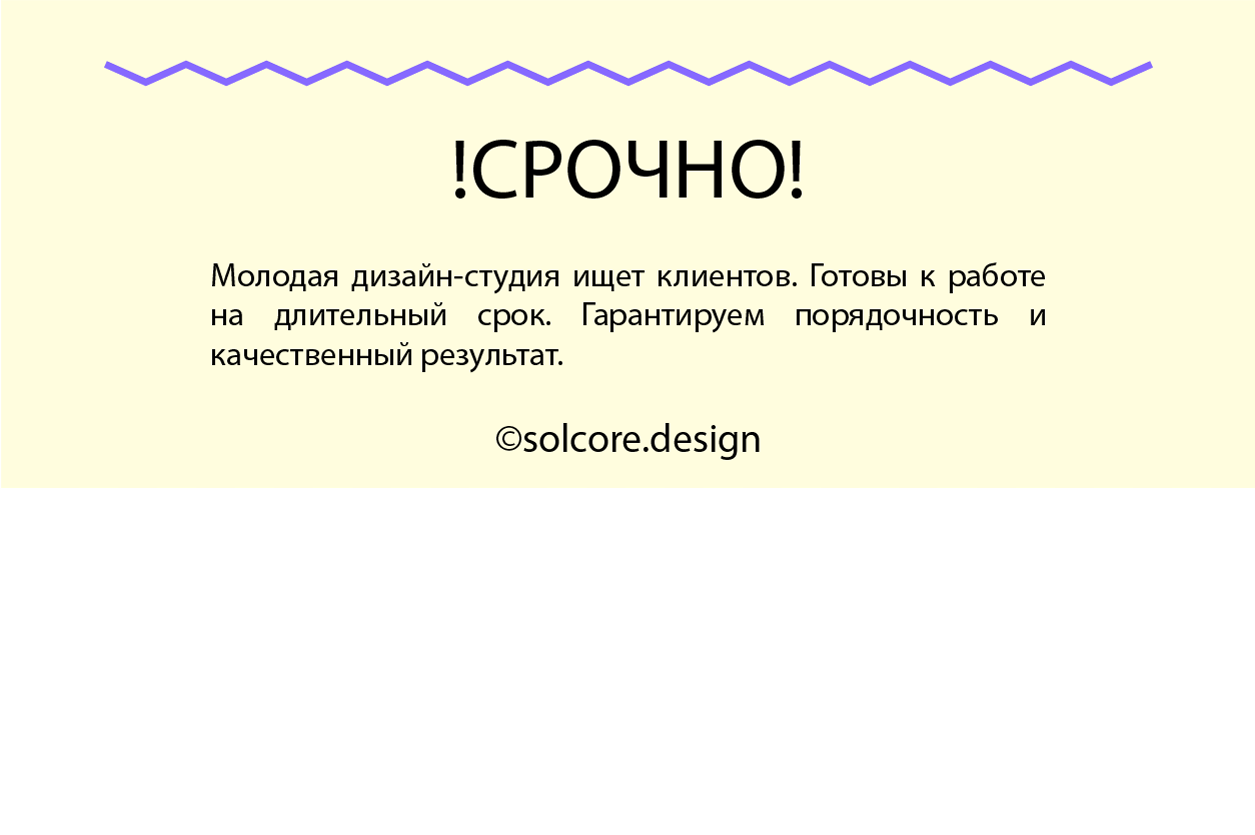 !СРОЧНО!
Молодая дизайн-студия ищет клиентов. Готовы к работе
на длительный срок. Гарантируем порядочность и
качественный результат.
©solcore.design